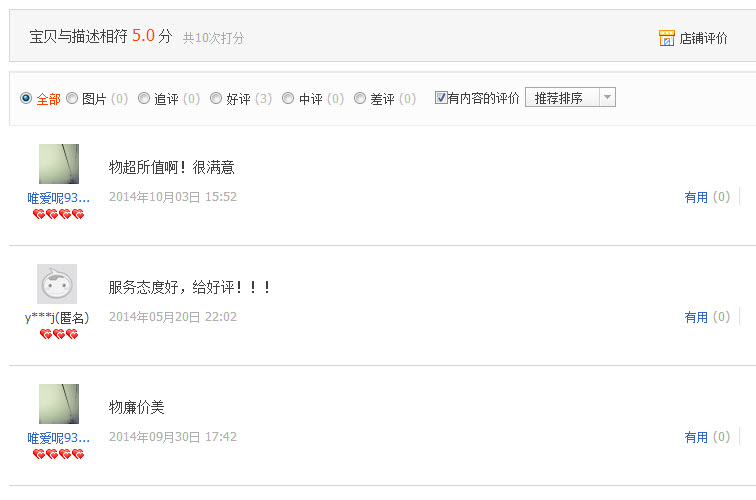 宝贝与描述相符 5.0 分 共10次打分 店铺评价
全部 图片 (0) 追评 (0) 好评 (3) 中评 (0) 差评 (0) 有内容的评价 推荐排序
物超所值啊！很满意
唯爱呢93... 2014年10月03日 15:52 有用 (0)
服务态度好，给好评！！！
y***j(匿名) 2014年05月20日 22:02 有用 (0)
物廉价美
唯爱呢93... 2014年09月30日 17:42 有用 (0)